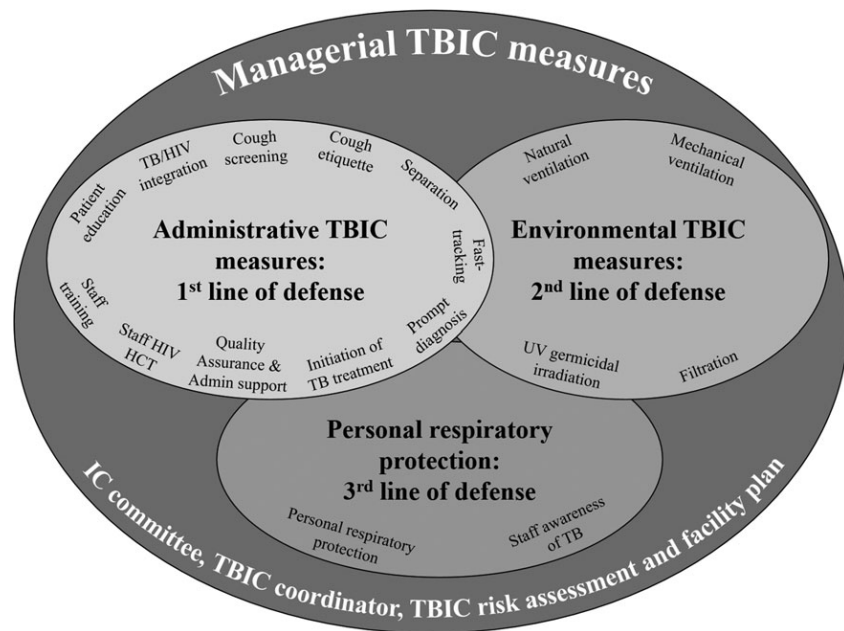 Managerial TBIC measures
Patient
education
TB/HIV
integration
Cough
screening
Cough
etiquette
Separation
Fast-
tracking
Administrative TBIC
measures:
1st line of defense
Staff
training
Staff HIV
HCT
Quality
Assurance &
Admin support
Initiation of
TB treatment
Prompt
diagnosis
Natural
ventilation
Mechanical
ventilation
Environmental TBIC
measures:
2nd line of defense
UV germicidal
irradiation
Filtration
Personal respiratory
protection:
3rd line of defense
Personal respiratory
protection
Staff awareness
of TB
IC committee, TBIC coordinator, TBIC risk assessment and facility plan